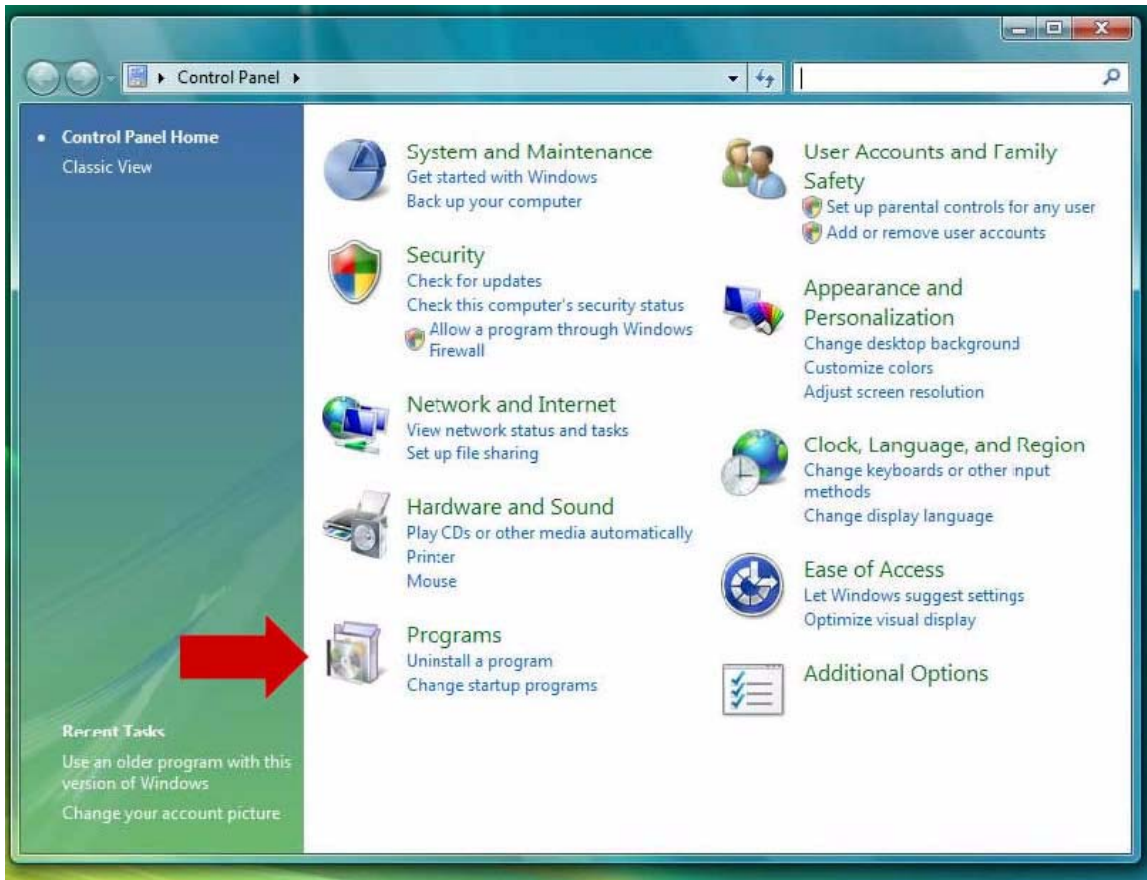 Control Panel
Control Panel Home
Classic View
System and Maintenance
Get started with Windows
Back up your computer
Security
Check for updates
Check this computer's security status
Allow a program through Windows
Firewall
Network and Internet
View network status and tasks
Set up file sharing
Hardware and Sound
Play CDs or other media automatically
Printer
Mouse
Programs
Uninstall a program
Change startup programs
User Accounts and Family
Safety
Set up parental controls for any user
Add or remove user accounts
Appearance and
Personalization
Change desktop background
Customize colors
Adjust screen resolution
Clock, Language, and Region
Change keyboards or other input
methods
Change display language
Ease of Access
Let Windows suggest settings
Optimize visual display
Additional Options
Recent Tasks
Use an older program with this
version of Windows
Change your account picture